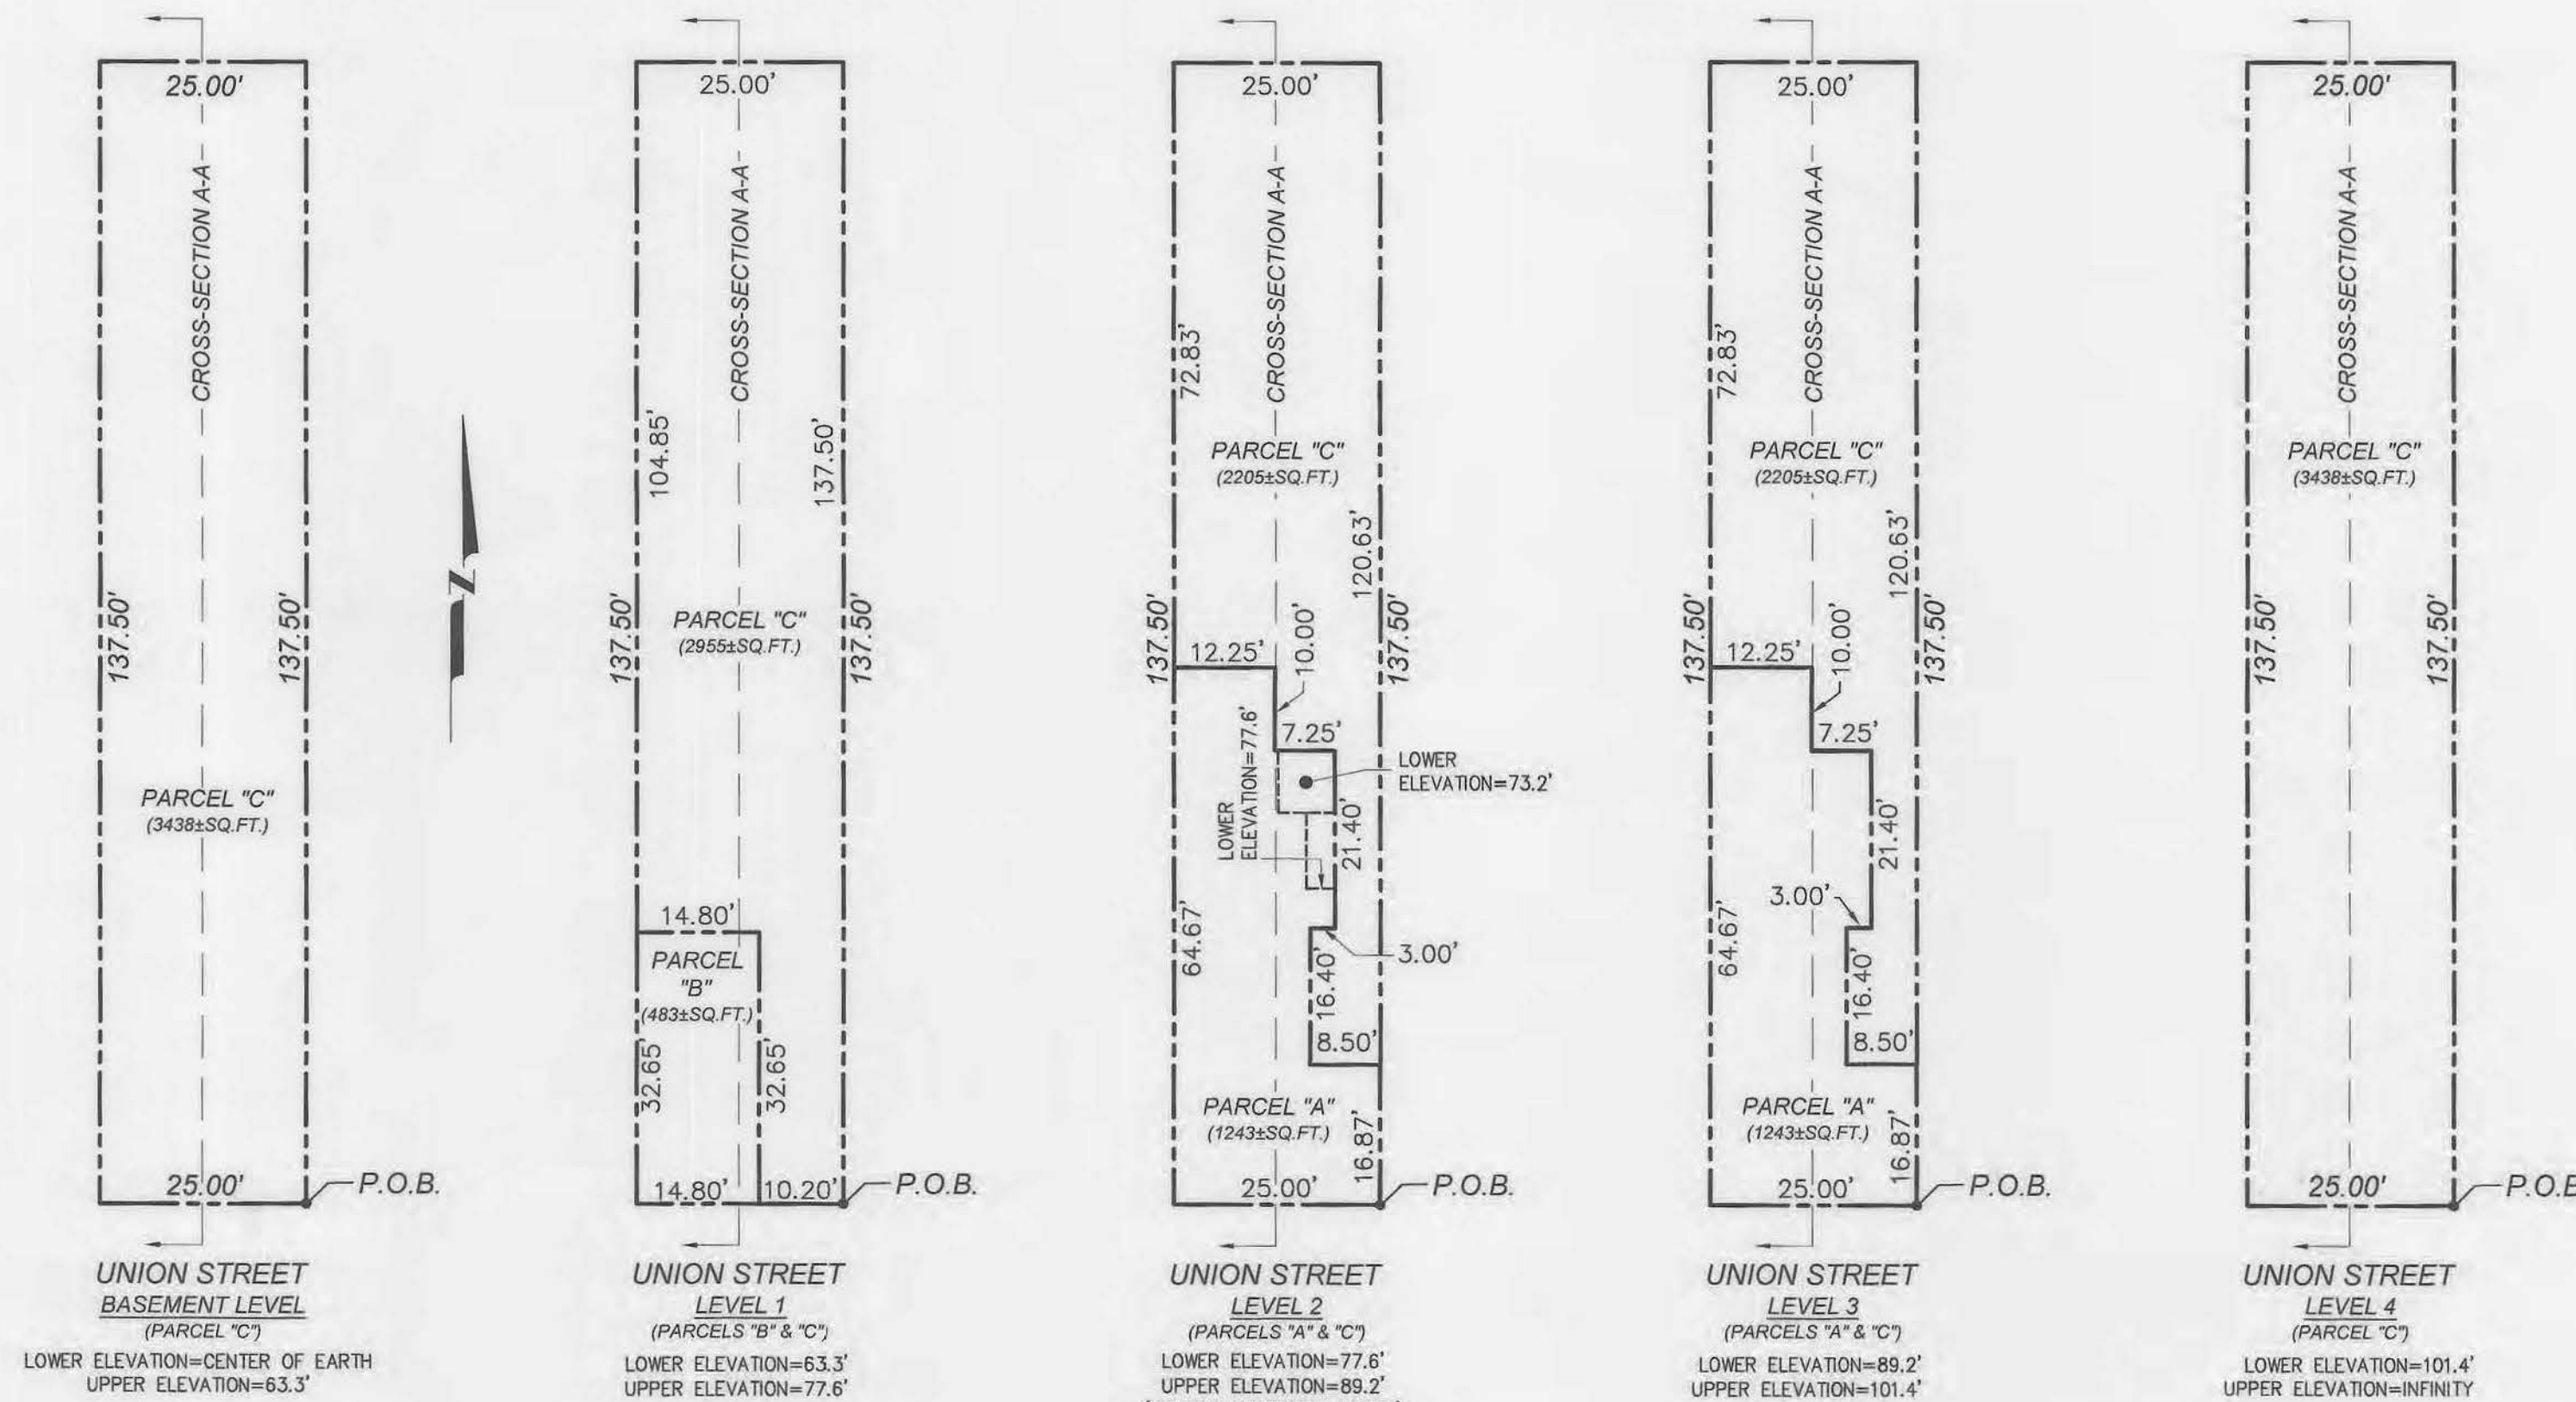 25.00'
CROSS-SECTION A-A
137.50'
137.50'
PARCEL "C"
(3438±SQ.FT.)
25.00'
P.O.B.
UNION STREET
BASEMENT LEVEL
(PARCEL "C")
LOWER ELEVATION=CENTER OF EARTH
UPPER ELEVATION=63.3'
N
25.00'
CROSS-SECTION A-A
104.85'
137.50'
137.50'
PARCEL "C"
(2955±SQ.FT.)
137.50'
14.80'
PARCEL
"B"
(483±SQ.FT.)
32.65'
32.65'
14.80'
10.20'
P.O.B.
UNION STREET
LEVEL 1
(PARCELS "B" & "C")
LOWER ELEVATION=63.3'
UPPER ELEVATION=77.6'
25.00'
CROSS-SECTION A-A
72.83'
PARCEL "C"
(2205±SQ.FT.)
120.63'
137.50'
12.25'
10.00'
137.50'
7.25'
LOWER
ELEVATION=77.6'
LOWER
ELEVATION=73.2'
21.40'
64.67'
3.00'
16.40'
8.50'
PARCEL "A"
(1243±SQ.FT.)
16.87'
25.00'
P.O.B.
UNION STREET
LEVEL 2
(PARCELS "A" & "C")
LOWER ELEVATION=77.6'
UPPER ELEVATION=89.2'
25.00'
CROSS-SECTION A-A
72.83'
PARCEL "C"
(2205±SQ.FT.)
120.63'
137.50'
12.25'
10.00'
137.50'
7.25'
21.40'
3.00'
64.67'
16.40'
8.50'
PARCEL "A"
(1243±SQ.FT.)
16.87'
25.00'
P.O.B.
UNION STREET
LEVEL 3
(PARCELS "A" & "C")
LOWER ELEVATION=89.2'
UPPER ELEVATION=101.4'
25.00'
CROSS-SECTION A-A
PARCEL "C"
(3438±SQ.FT.)
137.50'
137.50'
25.00'
P.O.B
UNION STREET
LEVEL 4
(PARCEL "C")
LOWER ELEVATION=101.4'
UPPER ELEVATION=INFINITY